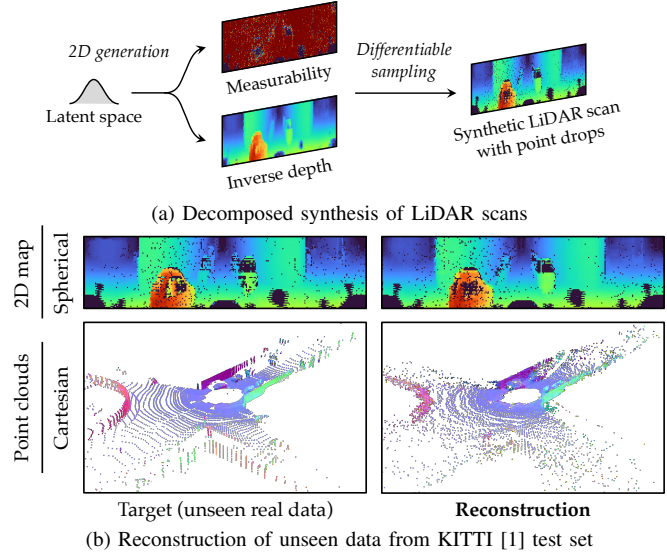 2D generation
Latent space
Measurability
Inverse depth
Differentiable
sampling
Synthetic LiDAR scan
with point drops
(a) Decomposed synthesis of LiDAR scans
2D map
Spherical
Point clouds
Cartesian
Target (unseen real data)
Reconstruction
(b) Reconstruction of unseen data from KITTI [1] test set